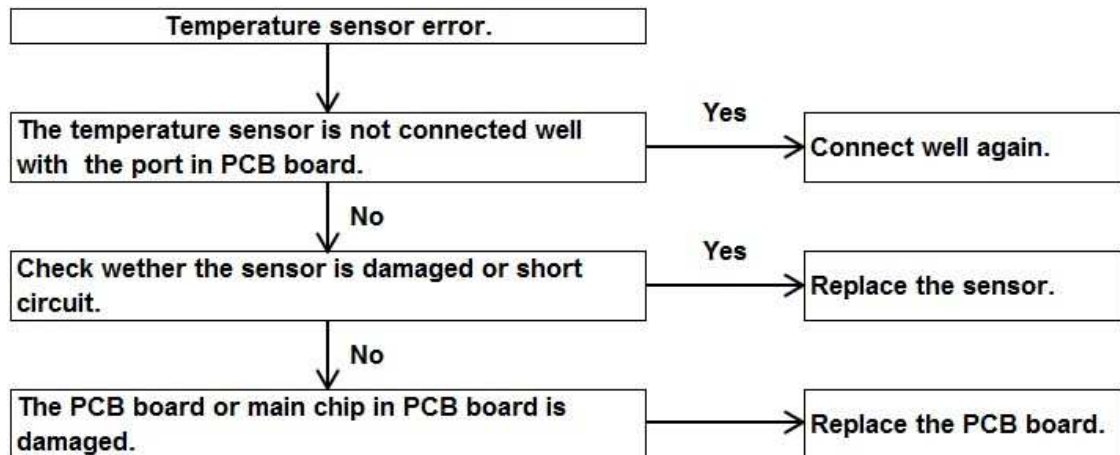 Temperature sensor error.
Yes
The temperature sensor is not connected well
with the port in PCB board.
Connect well again.
No
Yes
Check wether the sensor is damaged or short
circuit.
Replace the sensor.
No
The PCB board or main chip in PCB board is
damaged.
Replace the PCB board.